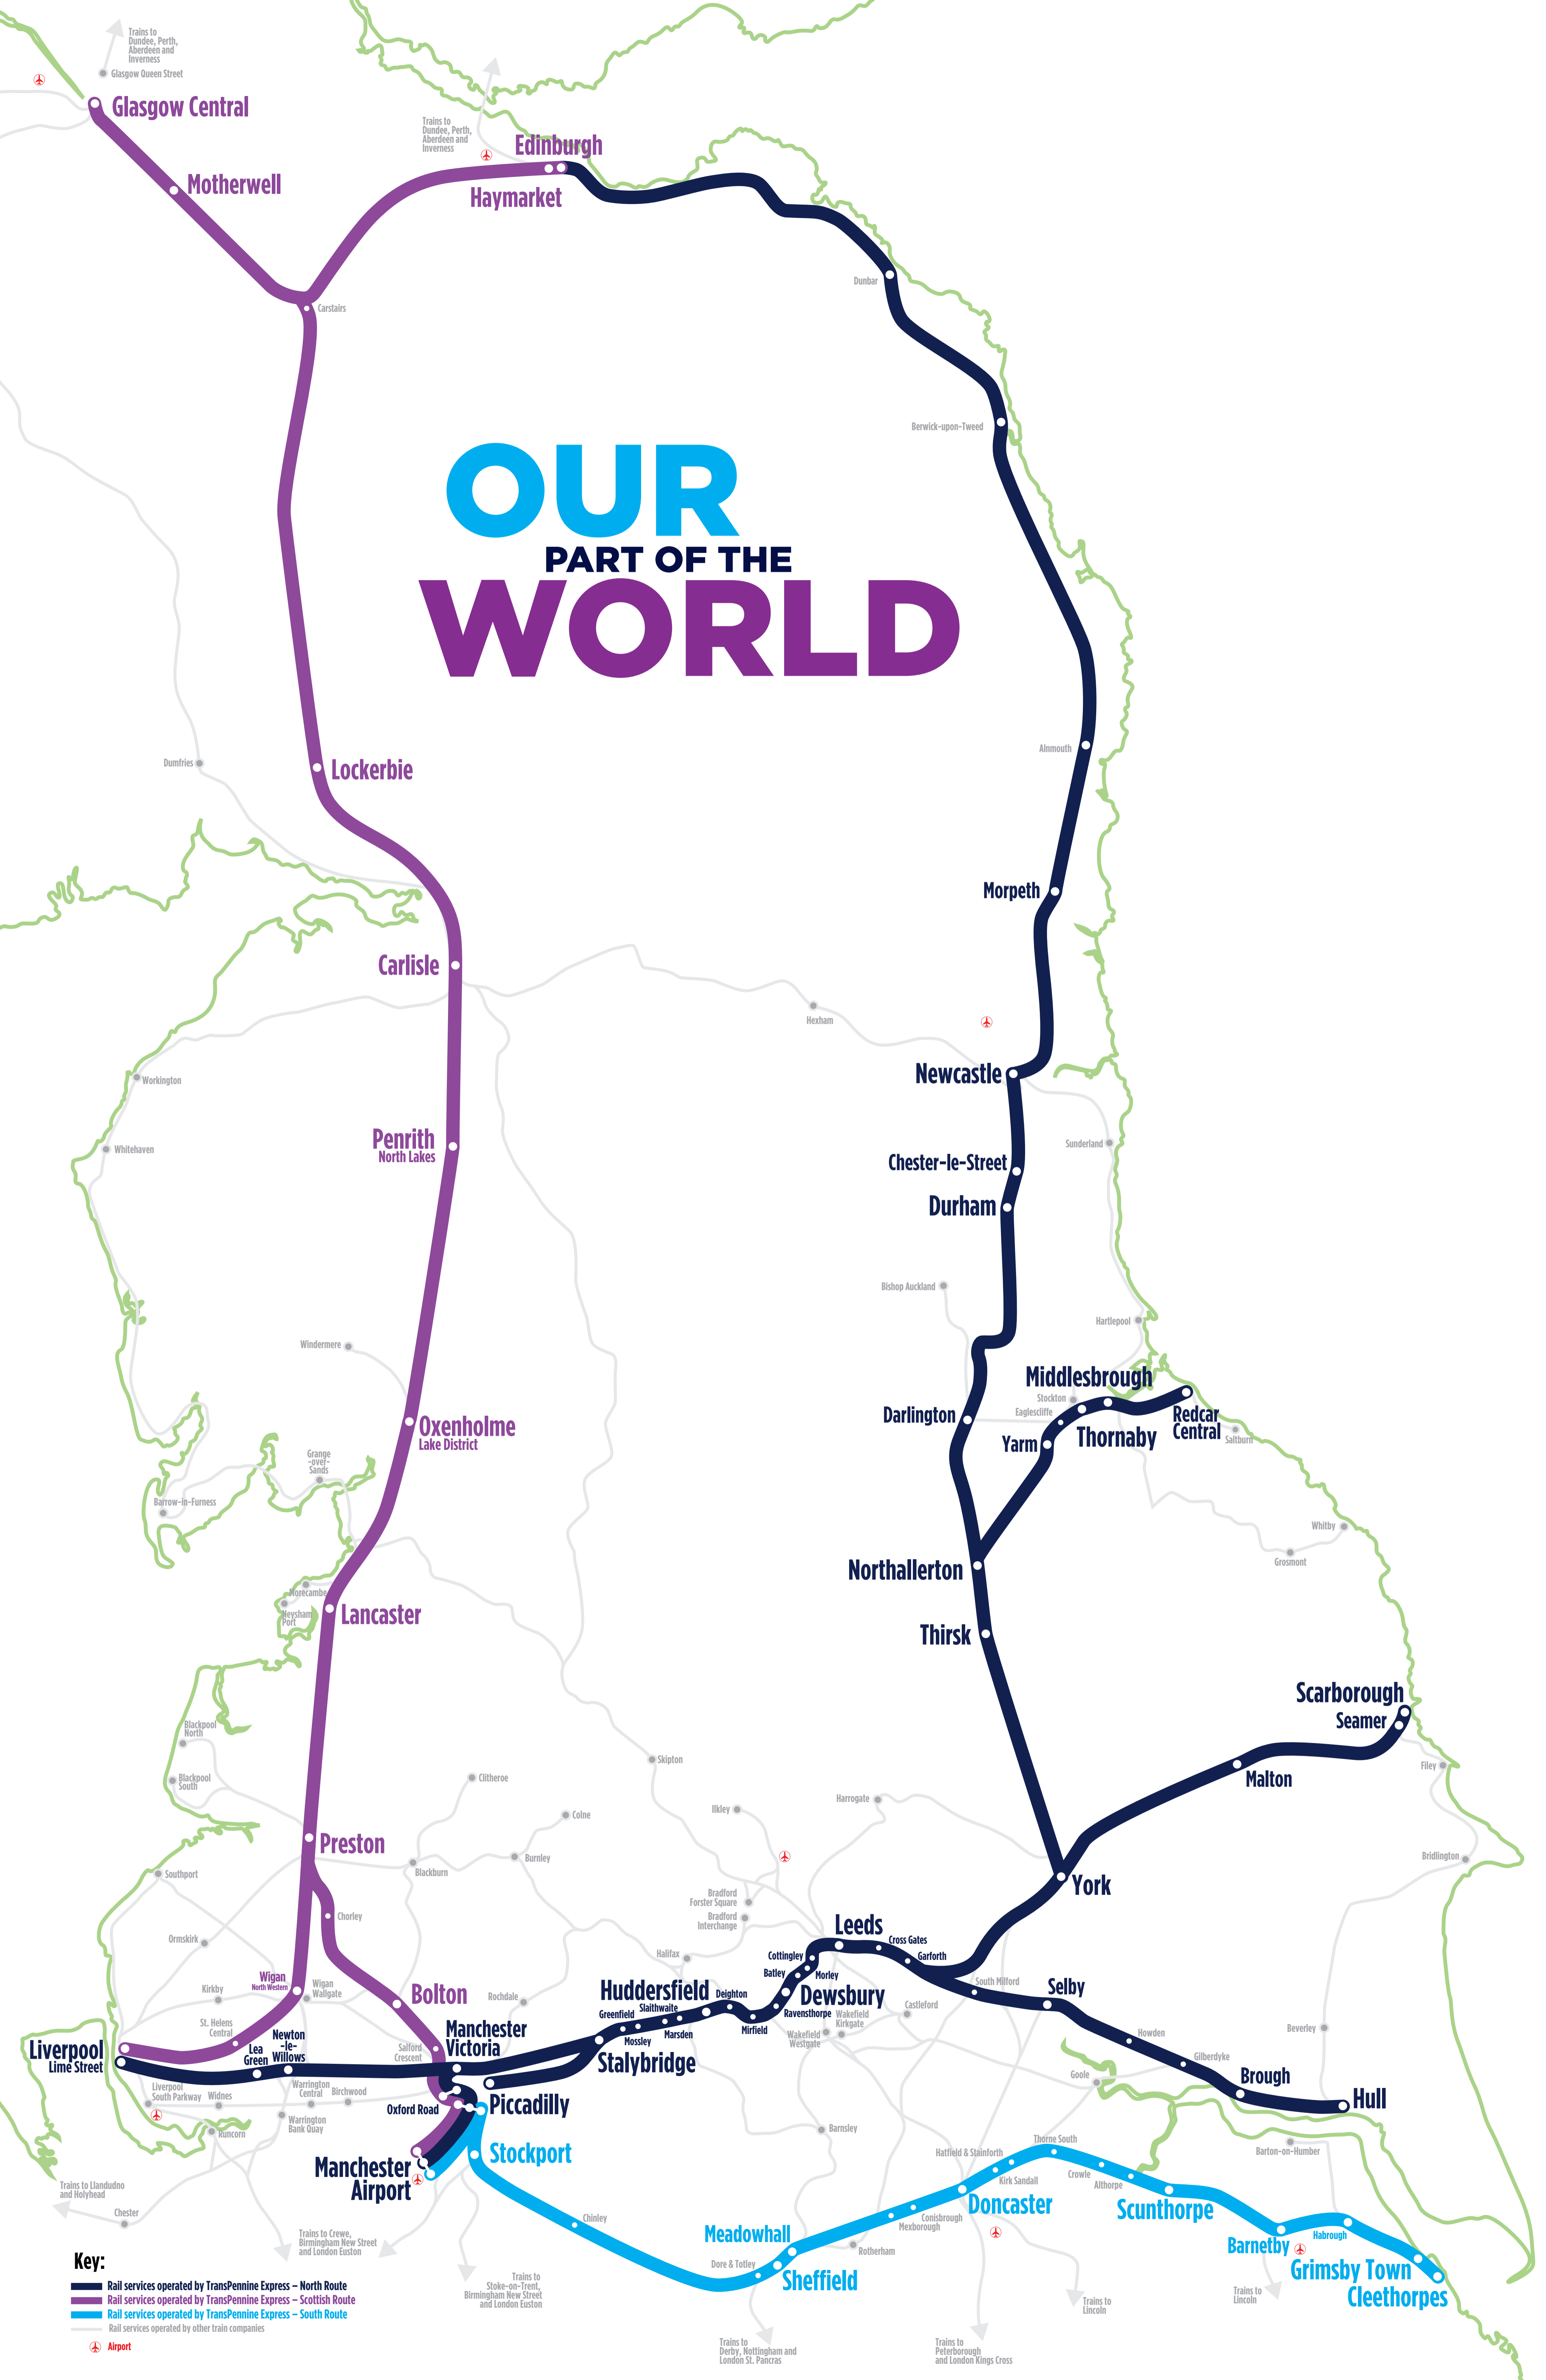 Trains to
Dundee, Perth,
Aberdeen and
Inverness
Glasgow Queen Street
Glasgow Central
Motherwell
Trains to
Dundee, Perth,
Aberdeen and
Inverness
Edinburgh
Haymarket
Carstairs
Dunbar
Berwick-upon-Tweed
OUR
PART OF THE
WORLD
Alnmouth
Dumfries
Lockerbie
Morpeth
Carlisle
Hexham
Newcastle
Workington
Whitehaven
Penrith
North Lakes
Sunderland
Chester-le-Street
Durham
Bishop Auckland
Hartlepool
Windermere
Middlesbrough
Stockton
Eaglescliffe
Darlington
Yarm
Thornaby
Redcar
Central
Saltburn
Oxenholme
Lake District
Grange
-over-
Sands
Barrow-in-Furness
Whitby
Grosmont
Northallerton
Morecambe
Heysham
Port
Lancaster
Thirsk
Scarborough
Seamer
Malton
Filey
Blackpool
North
Blackpool
South
Skipton
Clitheroe
Colne
Ilkley
Harrogate
Preston
Blackburn
Burnley
Bridlington
Southport
York
Bradford
Forster Square
Bradford
Interchange
Chorley
Ormskirk
Leeds
Cross Gates
Garforth
Halifax
Cottingley
Morley
Batley
Wigan
North Western
Wigan
Wallgate
Kirkby
Bolton
Rochdale
Huddersfield
Deighton
Dewsbury
Ravensthorpe
Mirfield
Slaithwaite
Greenfield
Marsden
Mossley
South Milford
Selby
Castleford
Wakefield
Kirkgate
Wakefield
Westgate
St. Helens
Central
Newton
-le-
Willows
Lea
Green
Liverpool
Lime Street
Salford
Crescent
Manchester
Victoria
Stalybridge
Howden
Gilberdyke
Beverley
Brough
Hull
Goole
Liverpool
South Parkway
Widnes
Warrington
Central
Birchwood
Warrington
Bank Quay
Runcorn
Oxford Road
Piccadilly
Barnsley
Barton-on-Humber
Stockport
Manchester
Airport
Hatfield & Stainforth
Thorne South
Kirk Sandall
Crowle
Althorpe
Trains to Llandudno
and Holyhead
Chester
Chinley
Doncaster
Conisbrough
Mexborough
Scunthorpe
Meadowhall
Rotherham
Dore & Totley
Sheffield
Barnetby
Habrough
Grimsby Town
Cleethorpes
Trains to Crewe,
Birmingham New Street
and London Euston
Trains to
Stoke-on-Trent,
Birmingham New Street
and London Euston
Trains to
Lincoln
Trains to
Lincoln
Trains to
Derby, Nottingham and
London St. Pancras
Trains to
Peterborough
and London Kings Cross
Key:
Rail services operated by TransPennine Express – North Route
Rail services operated by TransPennine Express – Scottish Route
Rail services operated by TransPennine Express – South Route
Rail services operated by other train companies
Airport